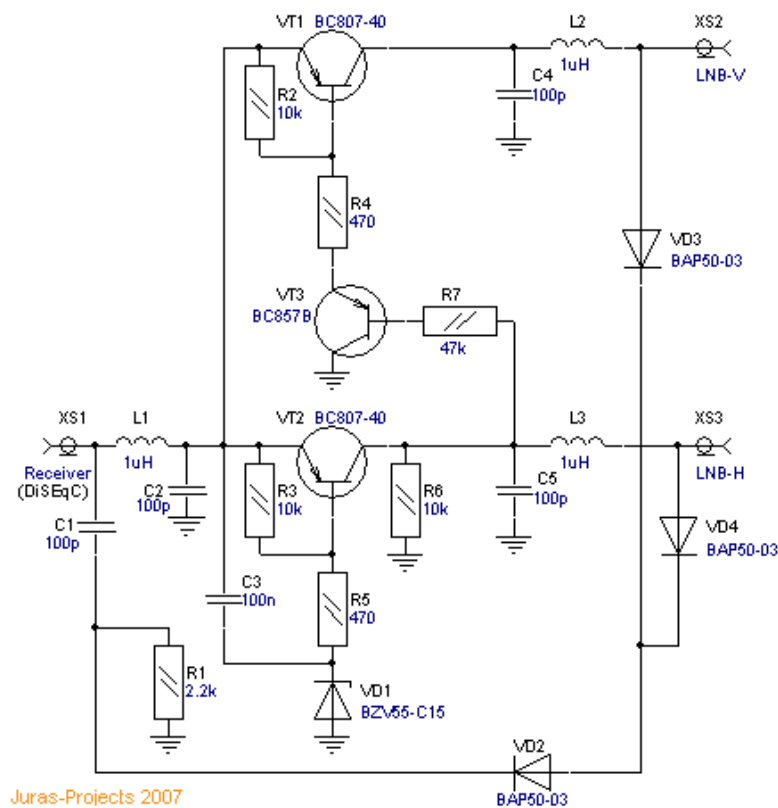 VT1
BC807-40
L2
1uH
XS2
LNB-V
R2
10k
C4
100p
R4
470
VD3
BAP50-03
VT3
BC857B
R7
47k
XS1
Receiver
(DiSEqC)
L1
1uH
VT2
BC807-40
L3
1uH
XS3
LNB-H
C2
100p
R3
10k
R6
10k
C5
100p
C1
100p
VD4
BAP50-03
C3
100n
R5
470
R1
2.2k
VD1
BZV55-C15
VD2
BAP50-03
Juras-Projects 2007